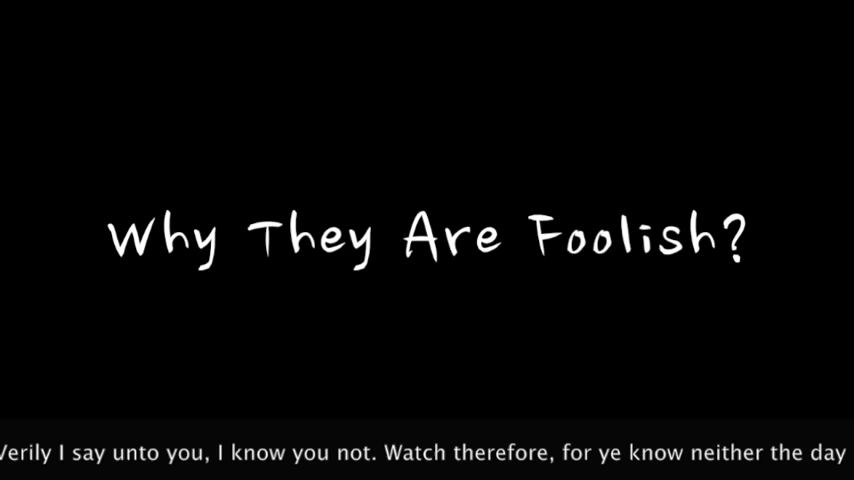 Why They Are Foolish?
Verily I say unto you, I know you not. Watch therefore, for ye know neither the day